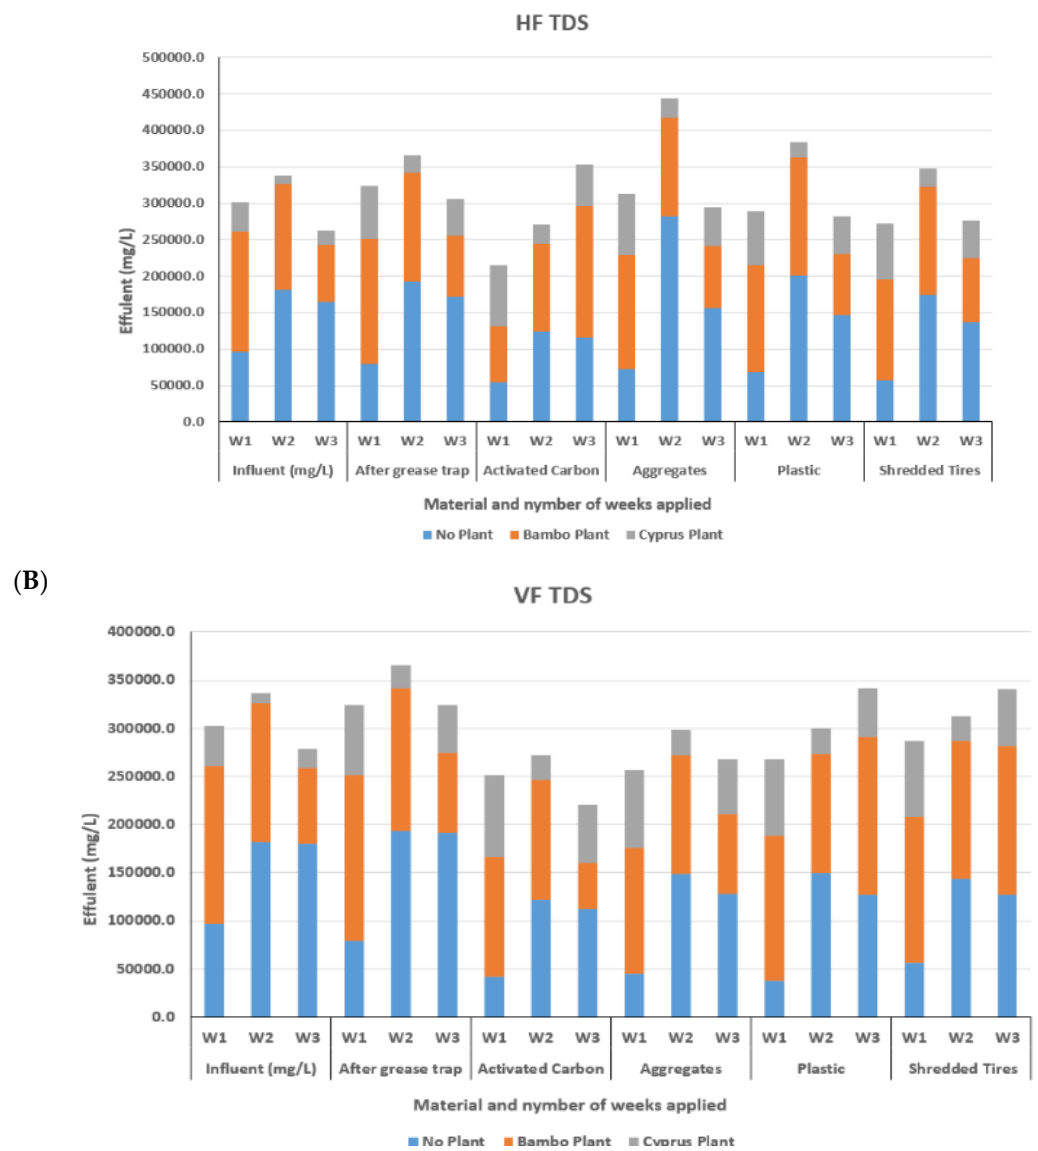 HF TDS
500000.0
450000.0
400000.0
350000.0
300000.0
250000.0
200000.0
150000.0
100000.0
50000.0
0.0
Effulent (mg/L)
W1 W2 W3 W1 W2 W3 W1 W2 W3 W1 W2 W3 W1 W2 W3 W1 W2 W3
Influent (mg/L) After grease trap Activated Carbon Aggregates Plastic Shredded Tires
Material and nymber of weeks applied
No Plant Bambo Plant Cyprus Plant
(B)
VF TDS
400000.0
350000.0
300000.0
250000.0
200000.0
150000.0
100000.0
50000.0
0.0
Effulent (mg/L)
W1 W2 W3 W1 W2 W3 W1 W2 W3 W1 W2 W3 W1 W2 W3 W1 W2 W3
Influent (mg/L) After grease trap Activated Carbon Aggregates Plastic Shredded Tires
Material and nymber of weeks applied
No Plant Bambo Plant Cyprus Plant